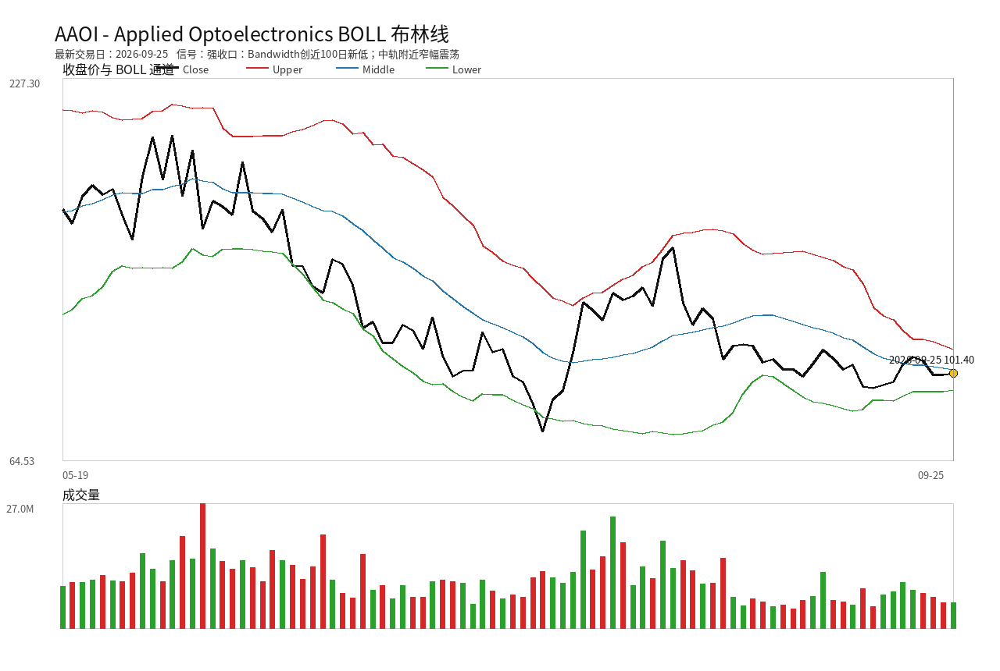 AAOI - Applied Optoelectronics BOLL 布林线
最新交易日：2026-09-25 信号：强收口：Bandwidth创近100日新低；中轨附近窄幅震荡
收盘价与 BOLL 通道 Close Upper Middle Lower
227.30
2026-09-25 101.40
64.53
05-19 09-25
成交量
27.0M